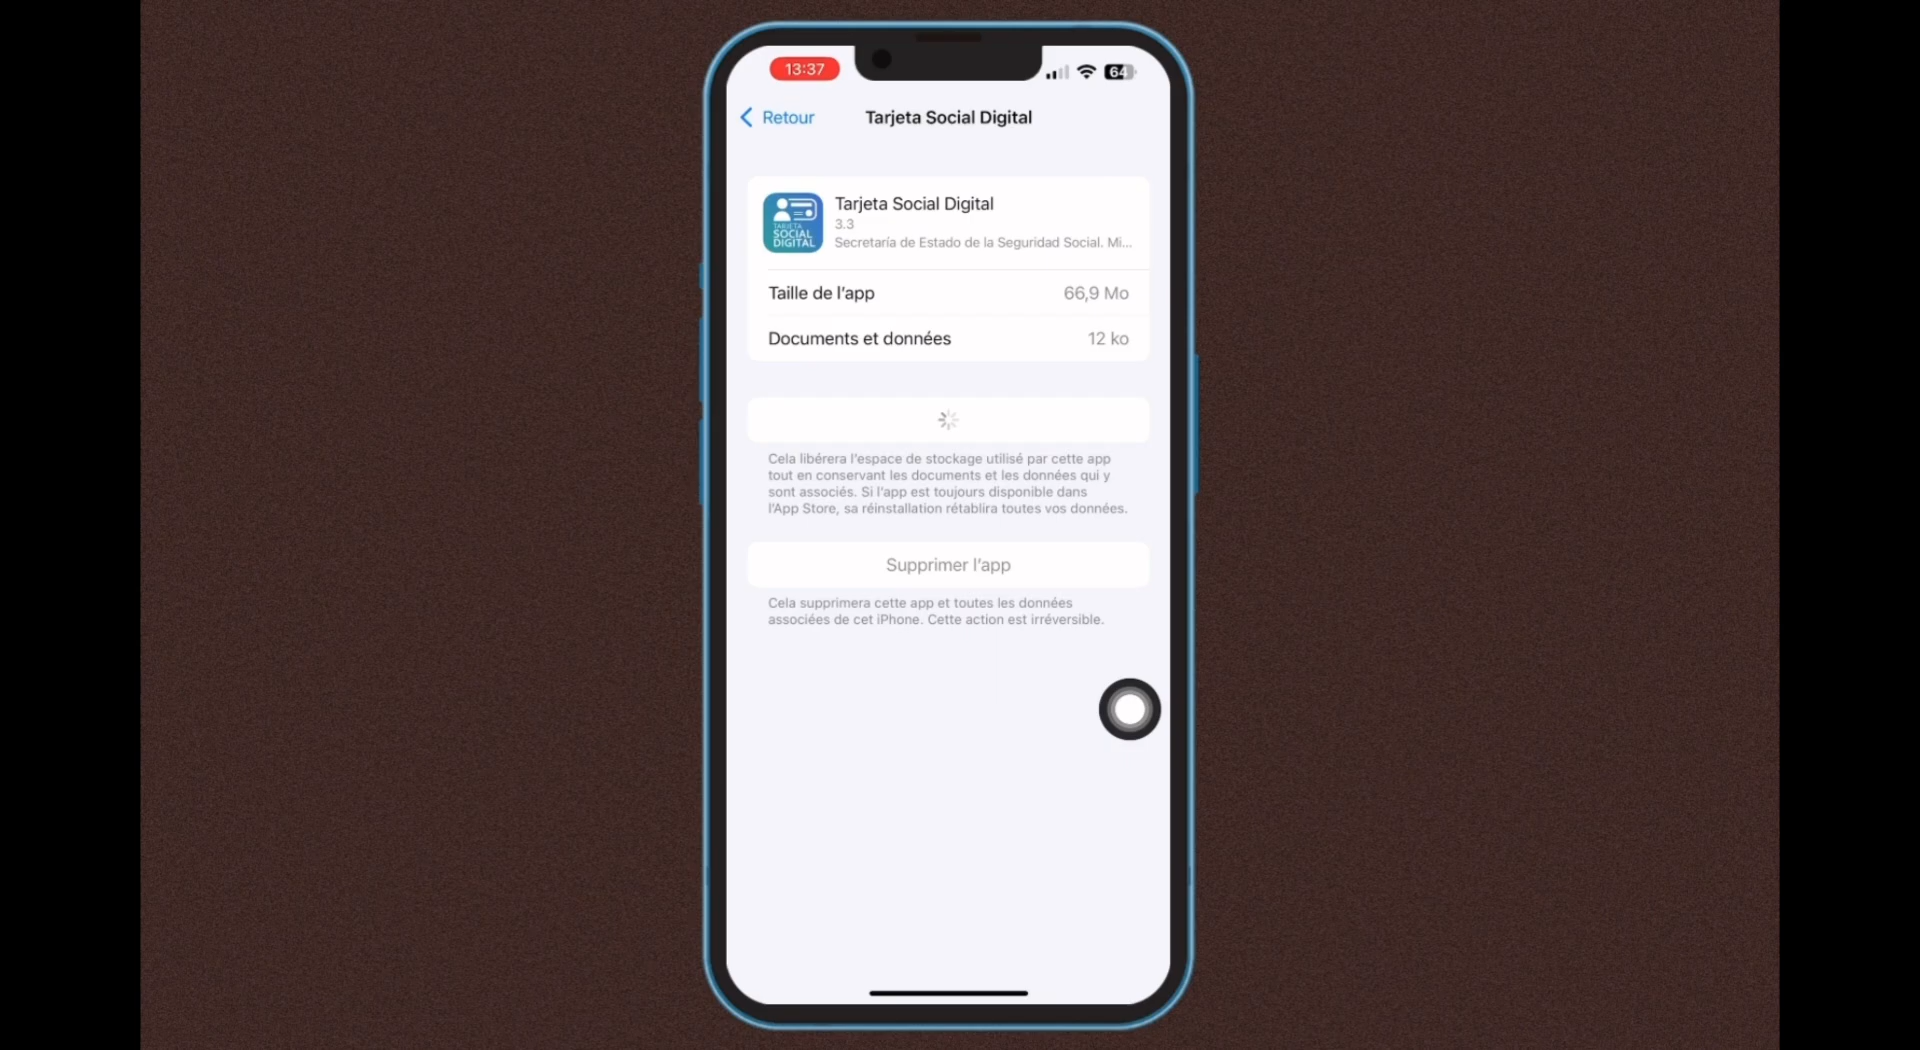 13:37
64
Retour
Tarjeta Social Digital
TARJETA
SOCIAL
DIGITAL
Tarjeta Social Digital
3.3
Secretaría de Estado de la Seguridad Social. Mi...
Taille de l’app
66,9 Mo
Documents et données
12 ko
Cela libérera l’espace de stockage utilisé par cette app
tout en conservant les documents et les données qui y
sont associés. Si l’app est toujours disponible dans
l’App Store, sa réinstallation rétablira toutes vos données.
Supprimer l’app
Cela supprimera cette app et toutes les données
associées de cet iPhone. Cette action est irréversible.